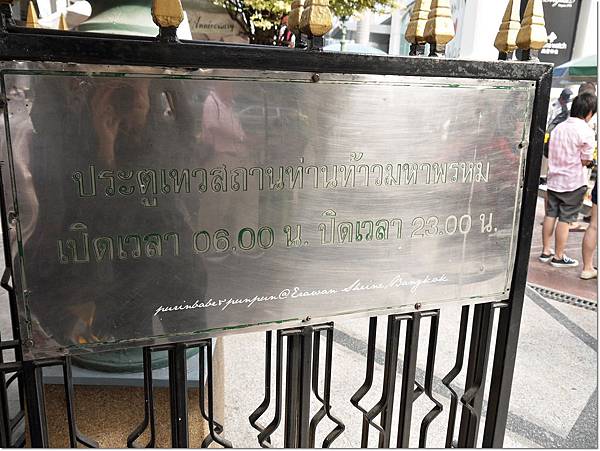 Anniversary
ประตูเทวสถานท่านท้าวมหาพรหม
เปิดเวลา 06.00 น. ปิดเวลา 23.00 น.
purinbabe&punpun@Erawan Shrine, Bangkok